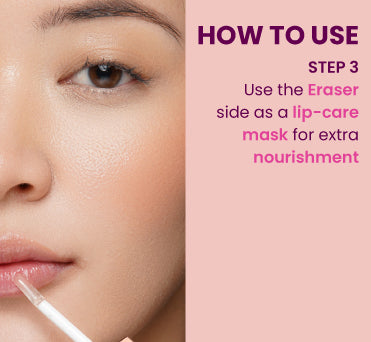 HOW TO USE
STEP 3
Use the Eraser
side as a lip-care
mask for extra
nourishment